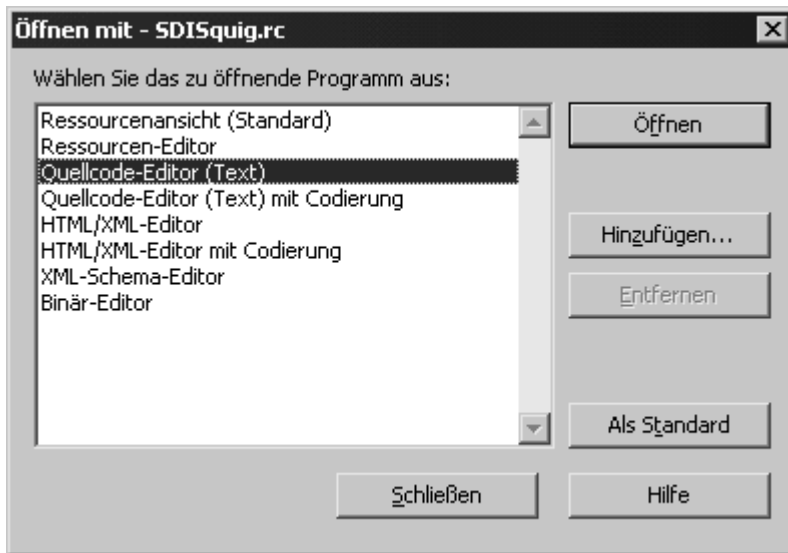 Öffnen mit - SDISquig.rc
Wählen Sie das zu öffnende Programm aus:
Ressourcenansicht (Standard)
Ressourcen-Editor
Quellcode-Editor (Text)
Quellcode-Editor (Text) mit Codierung
HTML/XML-Editor
HTML/XML-Editor mit Codierung
XML-Schema-Editor
Binär-Editor
Öffnen
Hinzufügen...
Entfernen
Als Standard
Schließen
Hilfe